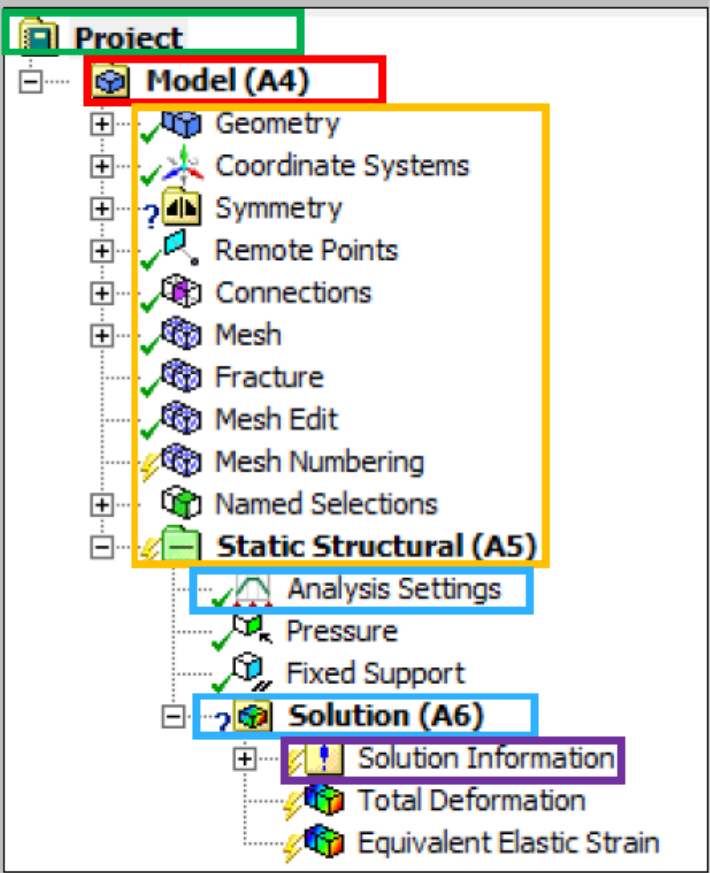 Project
Model (A4)
Geometry
Coordinate Systems
Symmetry
Remote Points
Connections
Mesh
Fracture
Mesh Edit
Mesh Numbering
Named Selections
Static Structural (A5)
Analysis Settings
Pressure
Fixed Support
Solution (A6)
Solution Information
Total Deformation
Equivalent Elastic Strain